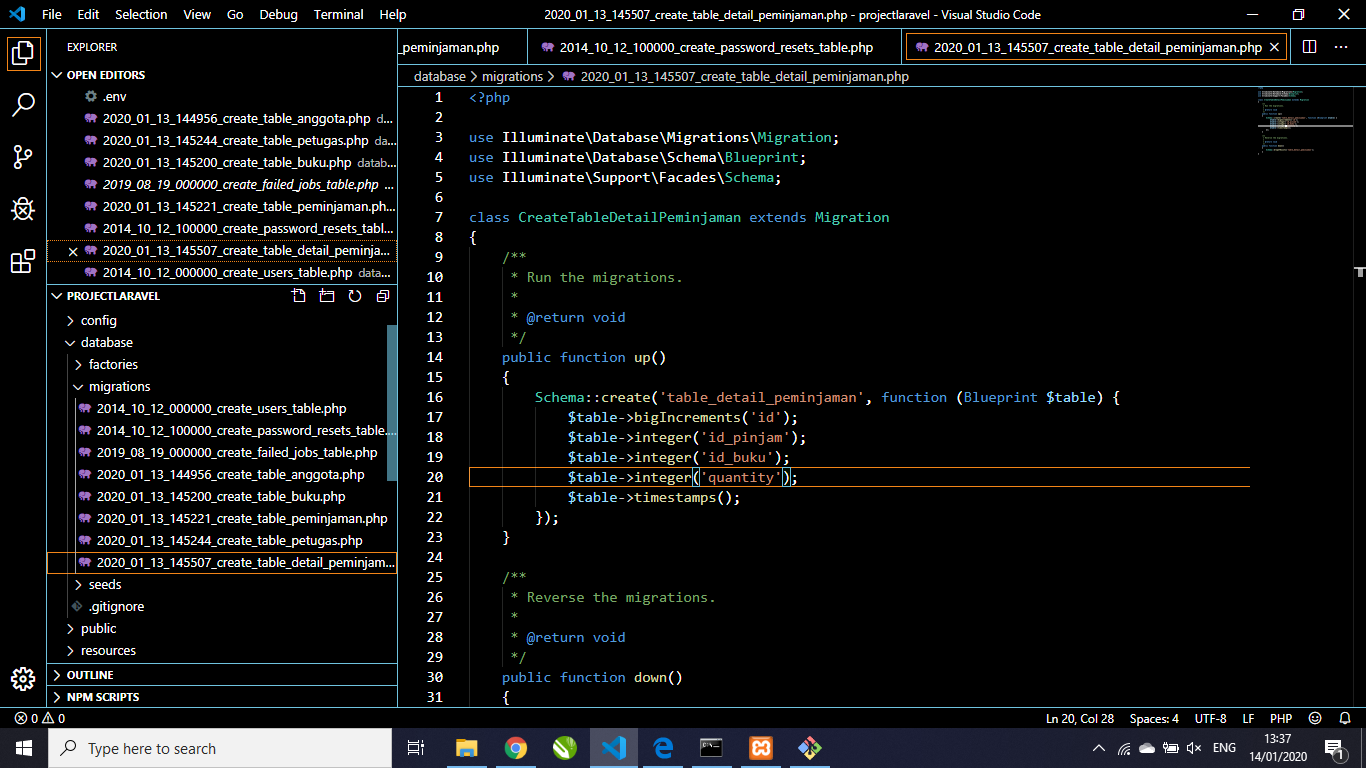 File Edit Selection View Go Debug Terminal Help 2020_01_13_145507_create_table_detail_peminjaman.php - projectlaravel - Visual Studio Code
EXPLORER
OPEN EDITORS
.env
2020_01_13_144956_create_table_anggota.php d...
2020_01_13_145244_create_table_petugas.php d...
2020_01_13_145200_create_table_buku.php datab...
2019_08_19_000000_create_failed_jobs_table.php ...
2020_01_13_145221_create_table_peminjaman.ph...
2014_10_12_100000_create_password_resets_tabl...
2020_01_13_145507_create_table_detail_peminja...
2014_10_12_000000_create_users_table.php data...
PROJECTLARAVEL
config
database
factories
migrations
2014_10_12_000000_create_users_table.php
2014_10_12_100000_create_password_resets_table....
2019_08_19_000000_create_failed_jobs_table.php
2020_01_13_144956_create_table_anggota.php
2020_01_13_145200_create_table_buku.php
2020_01_13_145221_create_table_peminjaman.php
2020_01_13_145244_create_table_petugas.php
2020_01_13_145507_create_table_detail_peminjam...
seeds
.gitignore
public
resources
OUTLINE
NPM SCRIPTS
_peminjaman.php 2014_10_12_100000_create_password_resets_table.php 2020_01_13_145507_create_table_detail_peminjaman.php
database > migrations > 2020_01_13_145507_create_table_detail_peminjaman.php
1 <?php
2
3 use Illuminate\Database\Migrations\Migration;
4 use Illuminate\Database\Schema\Blueprint;
5 use Illuminate\Support\Facades\Schema;
6
7 class CreateTableDetailPeminjaman extends Migration
8 {
9 /**
10 * Run the migrations.
11 *
12 * @return void
13 */
14 public function up()
15 {
16 Schema::create('table_detail_peminjaman', function (Blueprint $table) {
17 $table->bigIncrements('id');
18 $table->integer('id_pinjam');
19 $table->integer('id_buku');
20 $table->integer('quantity');
21 $table->timestamps();
22 });
23 }
24
25 /**
26 * Reverse the migrations.
27 *
28 * @return void
29 */
30 public function down()
31 {
0 0 Ln 20, Col 28 Spaces: 4 UTF-8 LF PHP
Type here to search ENG 13:37
14/01/2020 1